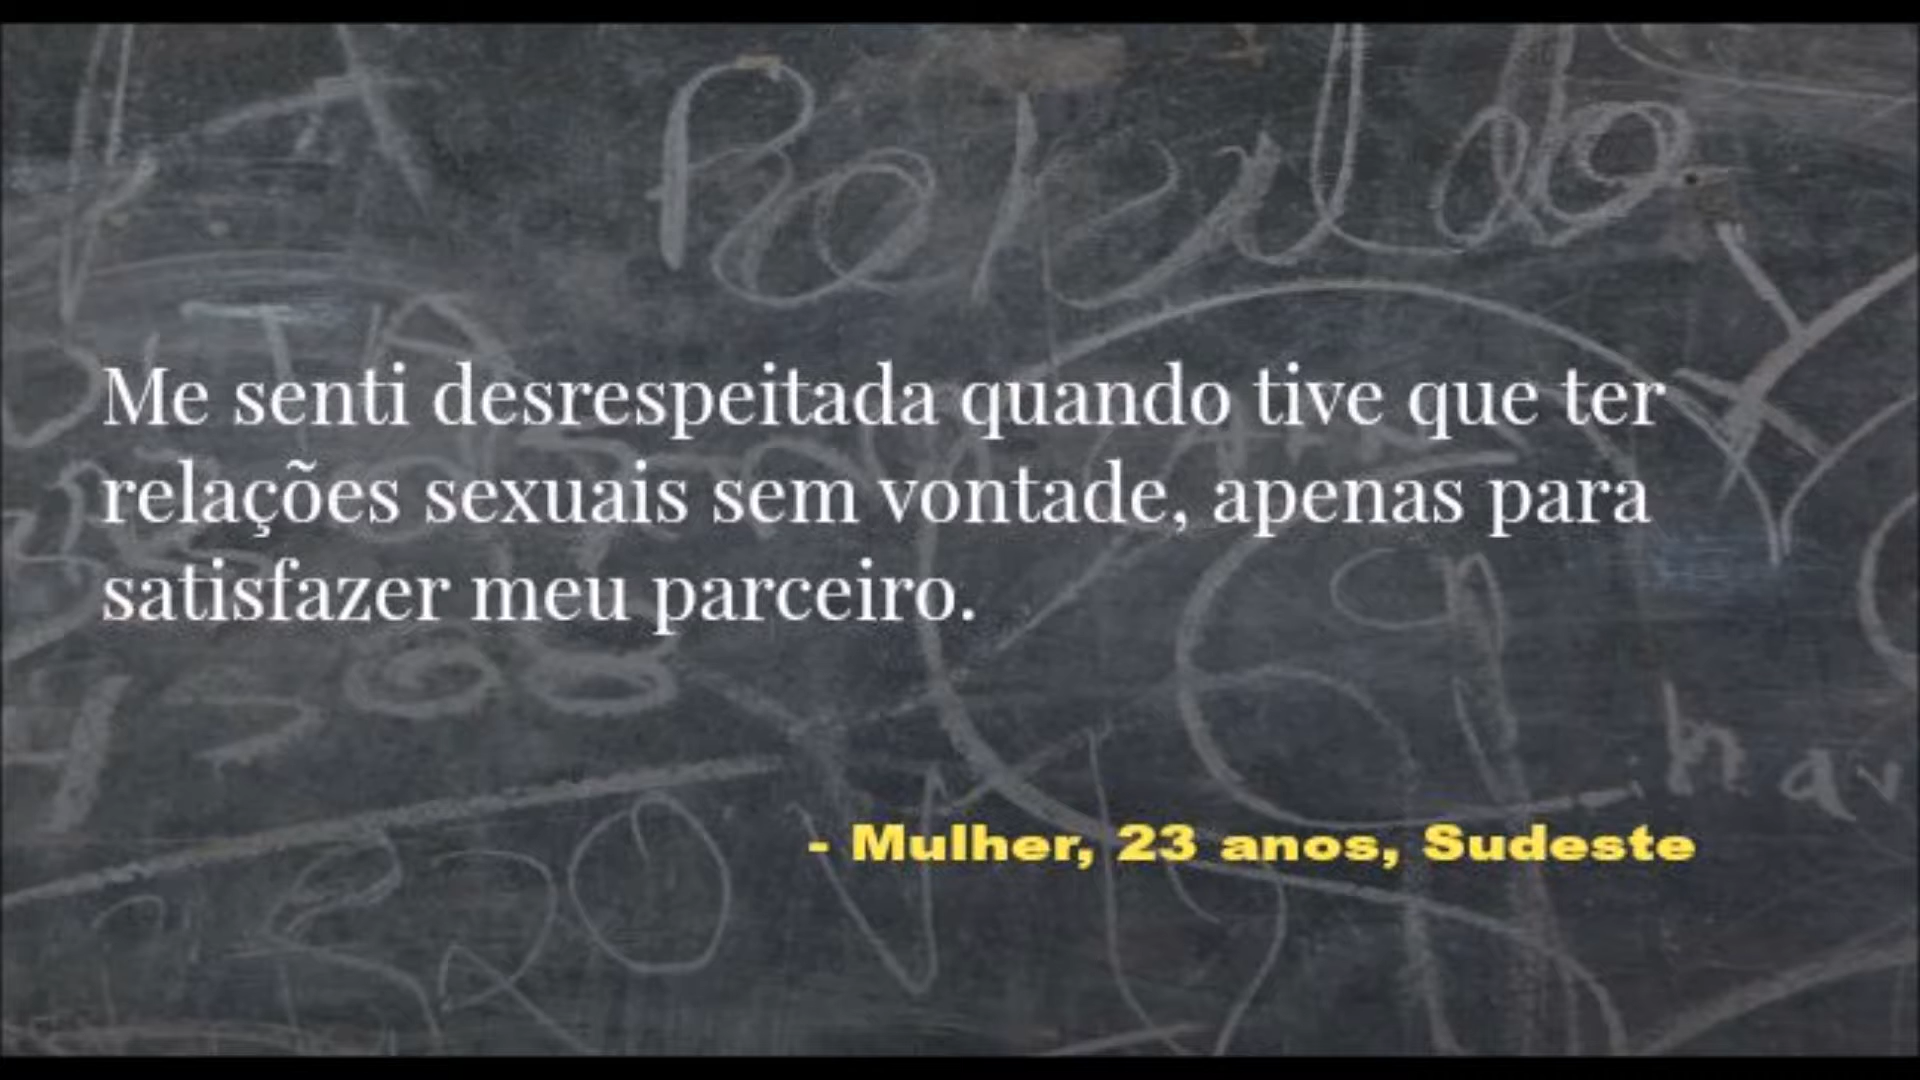 Me senti desrespeitada quando tive que ter
relações sexuais sem vontade, apenas para
satisfazer meu parceiro.
- Mulher, 23 anos, Sudeste